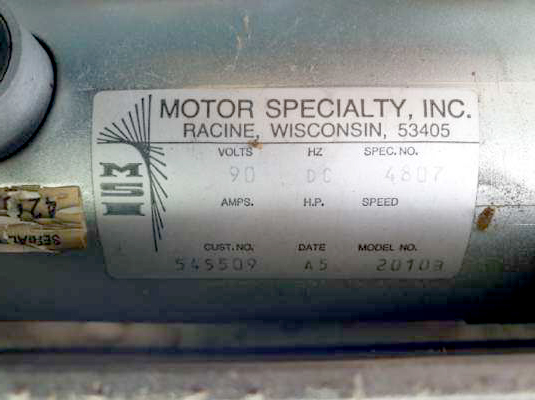 MOTOR SPECIALTY, INC.
RACINE, WISCONSIN, 53405
VOLTS HZ SPEC. NO.
90 DC 4807
AMPS. H.P. SPEED
CUST. NO. DATE MODEL NO.
545509 A5
MSI
SERIAL